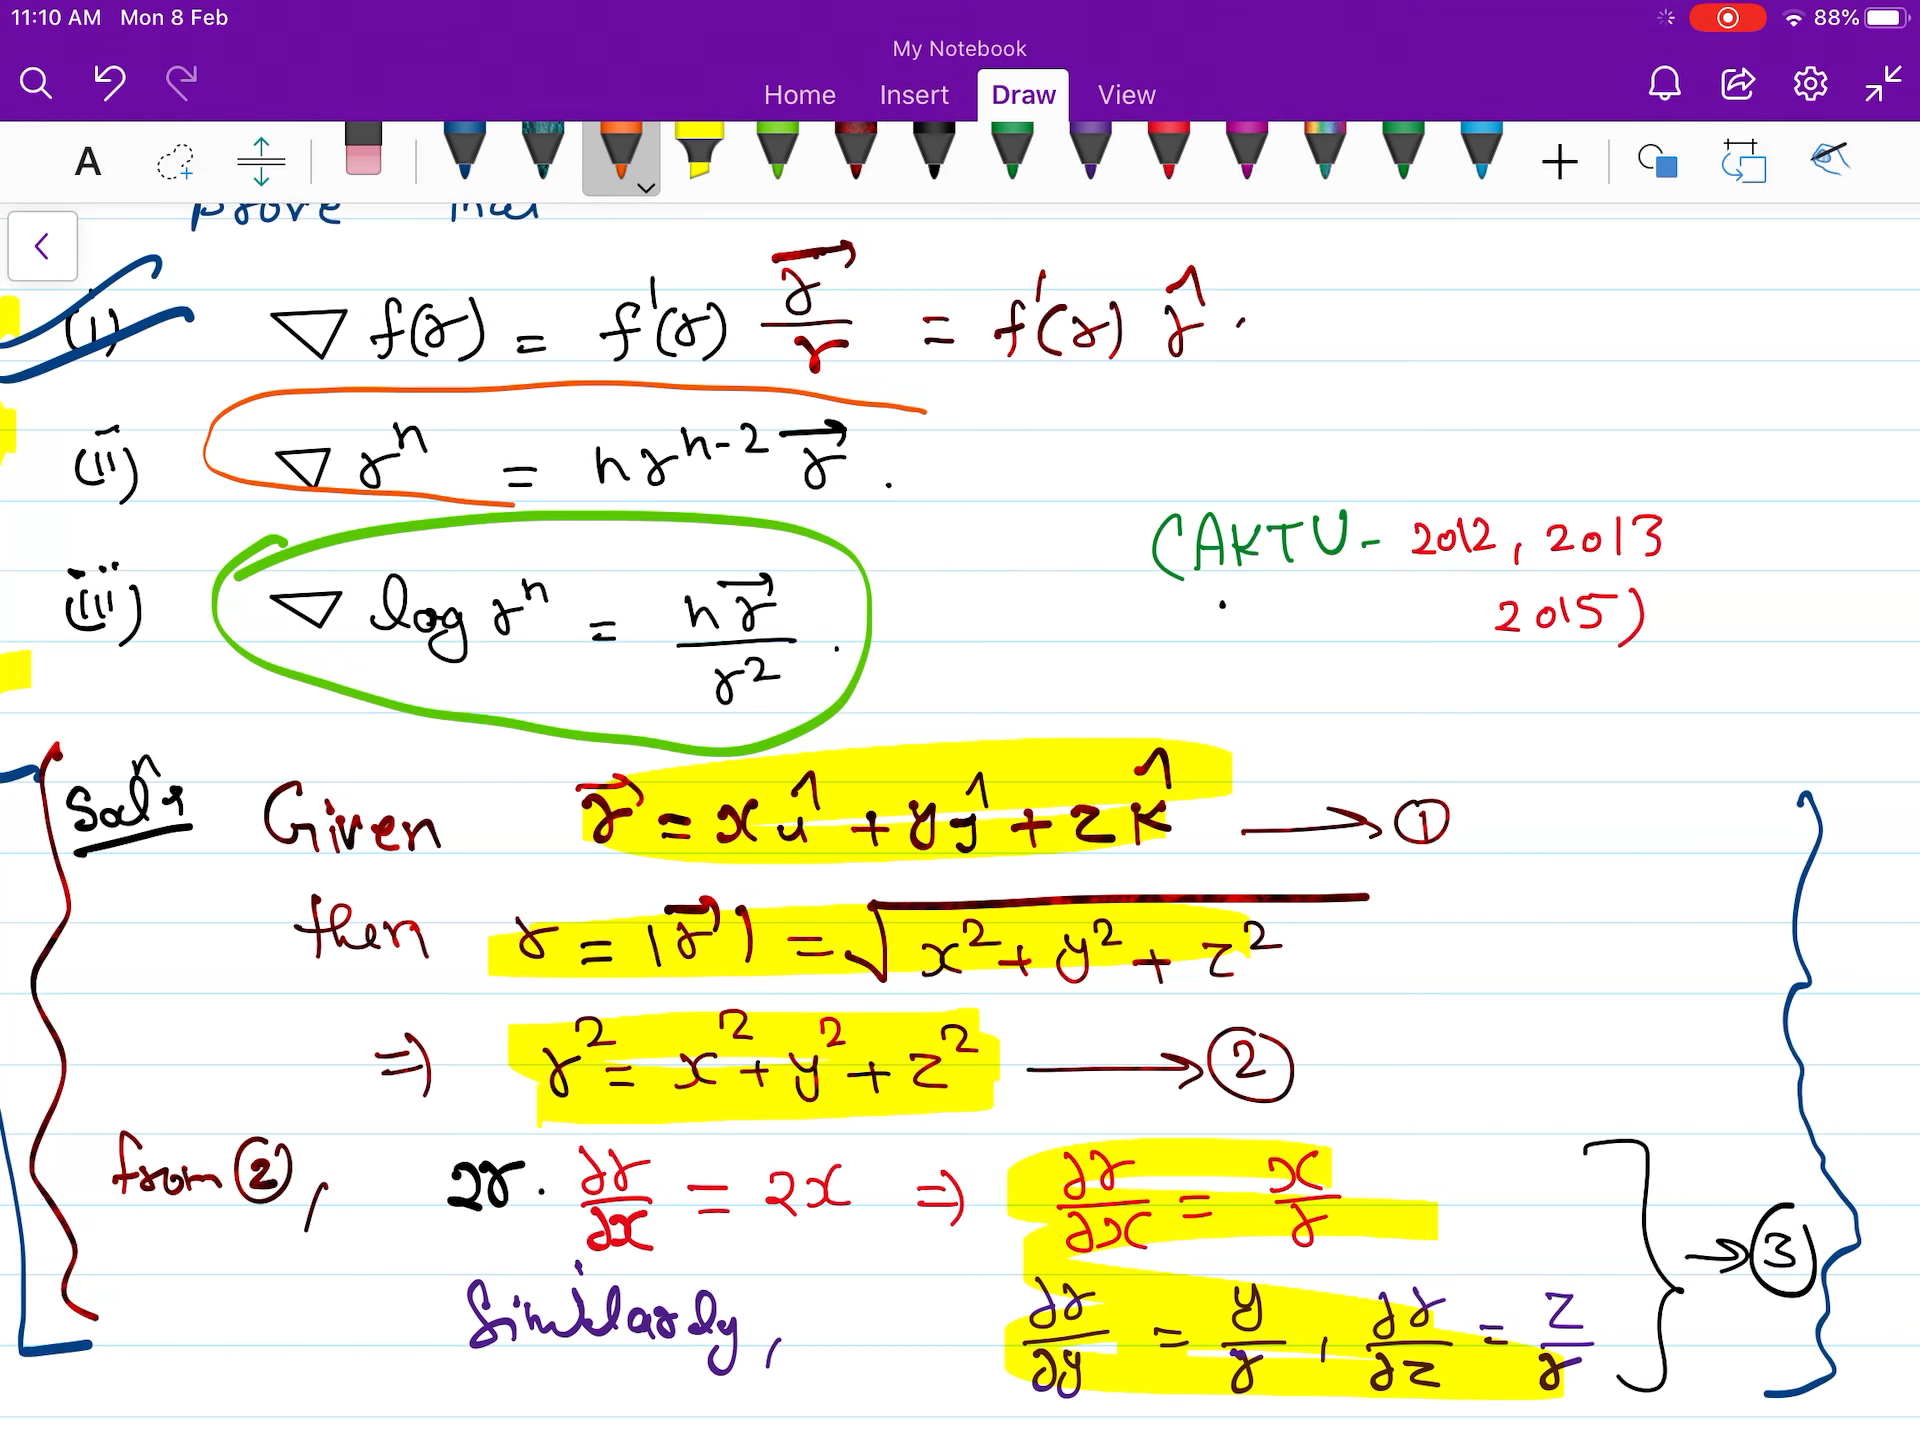 11:10 AM Mon 8 Feb 88%
My Notebook
Home Insert Draw View
A
prove that
(i) ∇ f(r) = f'(r) r⃗/r = f'(r) r̂ .
(ii) ∇ rⁿ = n rⁿ⁻² r⃗ .
(iii) ∇ log rⁿ = n r⃗/r² .
(AKTU - 2012, 2013
2015)
Solⁿ: Given r⃗ = x î + y ĵ + z k̂ → ①
then r = |r⃗| = √(x² + y² + z²)
⇒ r² = x² + y² + z² → ②
from ②, 2r · ∂r/∂x = 2x ⇒ ∂r/∂x = x/r
Similarly, ∂r/∂y = y/r , ∂r/∂z = z/r ] → ③